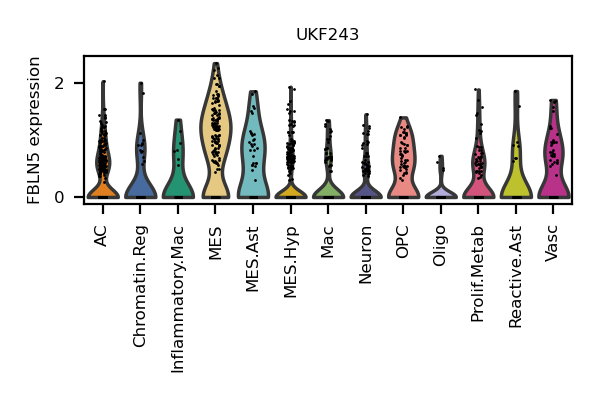 UKF243
FBLN5 expression
2
0
AC
Chromatin.Reg
Inflammatory.Mac
MES
MES.Ast
MES.Hyp
Mac
Neuron
OPC
Oligo
Prolif.Metab
Reactive.Ast
Vasc